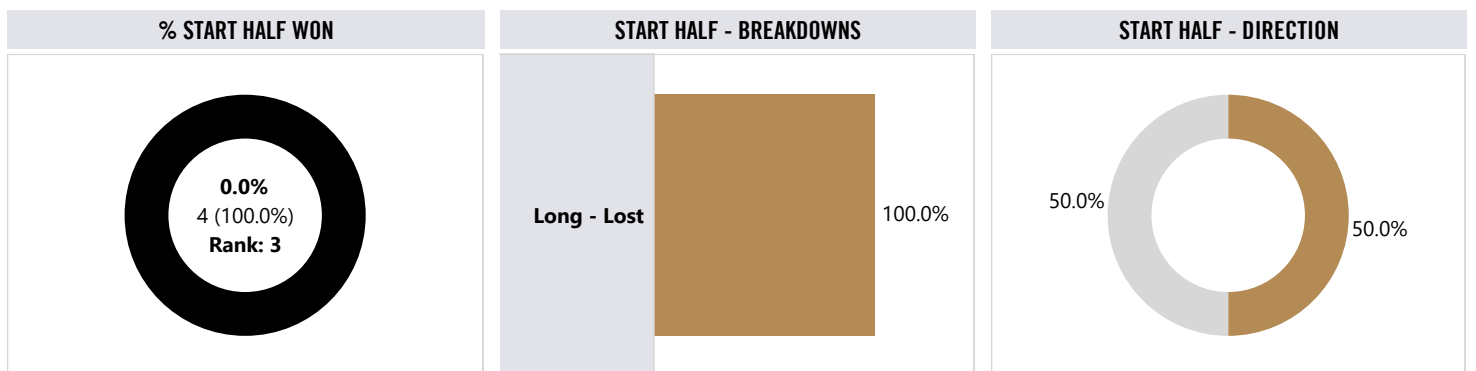 % START HALF WON
0.0%
4 (100.0%)
Rank: 3
START HALF - BREAKDOWNS
Long - Lost
100.0%
START HALF - DIRECTION
50.0%
50.0%